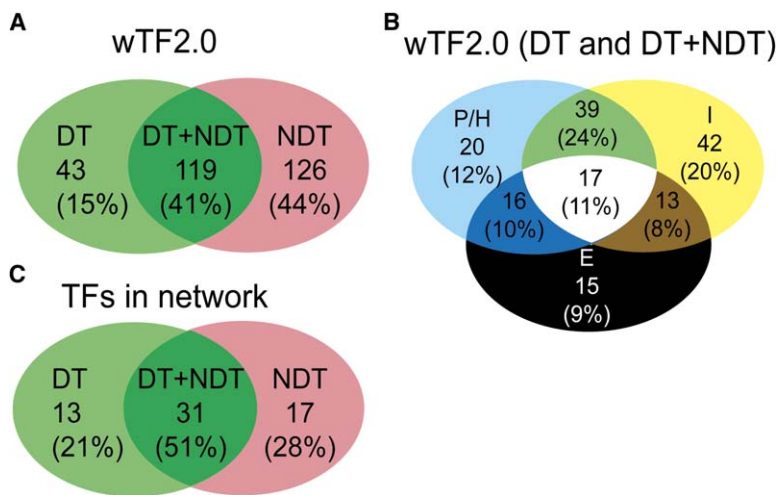 A
wTF2.0
DT
43
(15%)
DT+NDT
119
(41%)
NDT
126
(44%)
B
wTF2.0 (DT and DT+NDT)
P/H
20
(12%)
39
(24%)
I
42
(20%)
17
(11%)
16
(10%)
13
(8%)
E
15
(9%)
C
TFs in network
DT
13
(21%)
DT+NDT
31
(51%)
NDT
17
(28%)